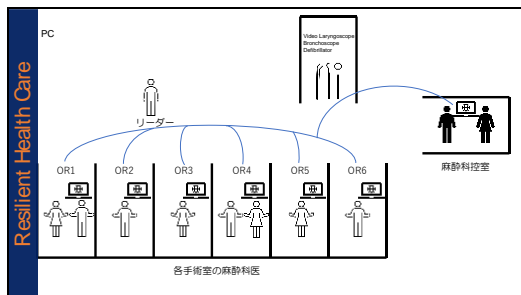 Resilient Health Care
PC
Video Laryngoscope
Bronchoscope
Defibrillator
リーダー
OR1
OR2
OR3
OR4
OR5
OR6
麻酔科控室
各手術室の麻酔科医